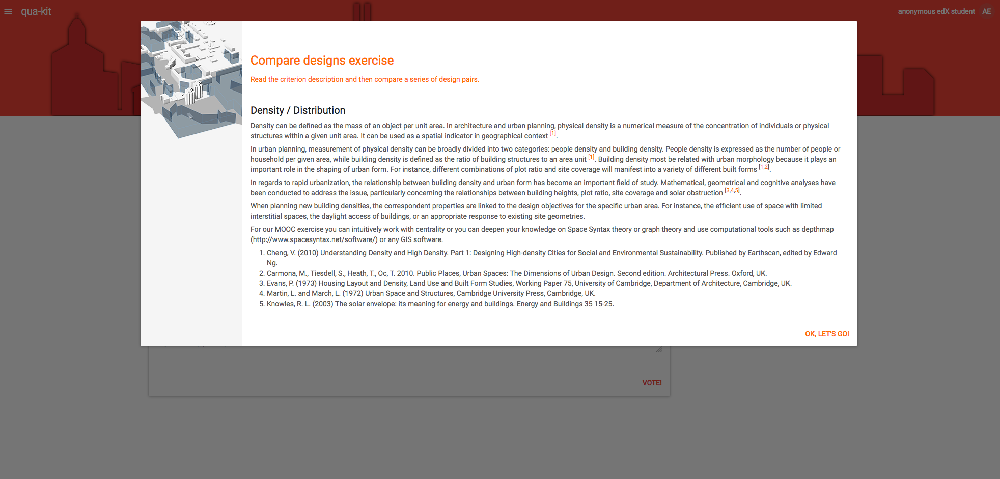 qua-kit
anonymous edX student AE
Compare designs exercise
Read the criterion description and then compare a series of design pairs.
Density / Distribution
Density can be defined as the mass of an object per unit area. In architecture and urban planning, physical density is a numerical measure of the concentration of individuals or physical
structures within a given unit area. It can be used as a spatial indicator in geographical context [1].
In urban planning, measurement of physical density can be broadly divided into two categories: people density and building density. People density is expressed as the number of people or
household per given area, while building density is defined as the ratio of building structures to an area unit [1]. Building density most be related with urban morphology because it plays an
important role in the shaping of urban form. For instance, different combinations of plot ratio and site coverage will manifest into a variety of different built forms [1,2].
In regards to rapid urbanization, the relationship between building density and urban form has become an important field of study. Mathematical, geometrical and cognitive analyses have
been conducted to address the issue, particularly concerning the relationships between building heights, plot ratio, site coverage and solar obstruction [3,4,5].
When planning new building densities, the correspondent properties are linked to the design objectives for the specific urban area. For instance, the efficient use of space with limited
interstitial spaces, the daylight access of buildings, or an appropriate response to existing site geometries.
For our MOOC exercise you can intuitively work with centrality or you can deepen your knowledge on Space Syntax theory or graph theory and use computational tools such as depthmap
(http://www.spacesyntax.net/software/) or any GIS software.
1. Cheng, V. (2010) Understanding Density and High Density. Part 1: Designing High-density Cities for Social and Environmental Sustainability. Published by Earthscan, edited by Edward
Ng.
2. Carmona, M., Tiesdell, S., Heath, T., Oc, T. 2010. Public Places, Urban Spaces: The Dimensions of Urban Design. Second edition. Architectural Press. Oxford, UK.
3. Evans, P. (1973) Housing Layout and Density, Land Use and Built Form Studies, Working Paper 75, University of Cambridge, Department of Architecture, Cambridge, UK.
4. Martin, L. and March, L. (1972) Urban Space and Structures, Cambridge University Press, Cambridge, UK.
5. Knowles, R. L. (2003) The solar envelope: its meaning for energy and buildings. Energy and Buildings 35 15-25.
OK, LET'S GO!
VOTE!